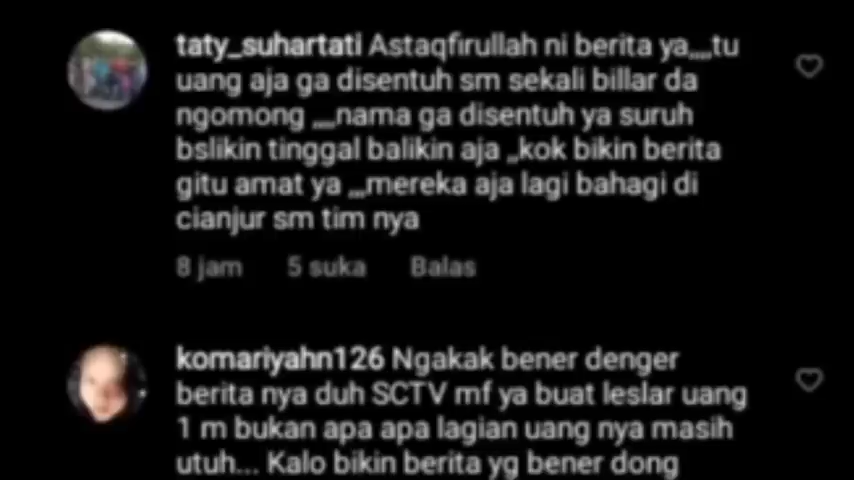 taty_suhartati Astaqfirullah ni berita ya,,,,tu
uang aja ga disentuh sm sekali billar da
ngomong ,,,,nama ga disentuh ya suruh
bslikin tinggal balikin aja ,,kok bikin berita
gitu amat ya ,,,mereka aja lagi bahagi di
cianjur sm tim nya
8 jam 5 suka Balas
komariyahn126 Ngakak bener denger
berita nya duh SCTV mf ya buat leslar uang
1 m bukan apa apa lagian uang nya masih
utuh... Kalo bikin berita yg bener dong